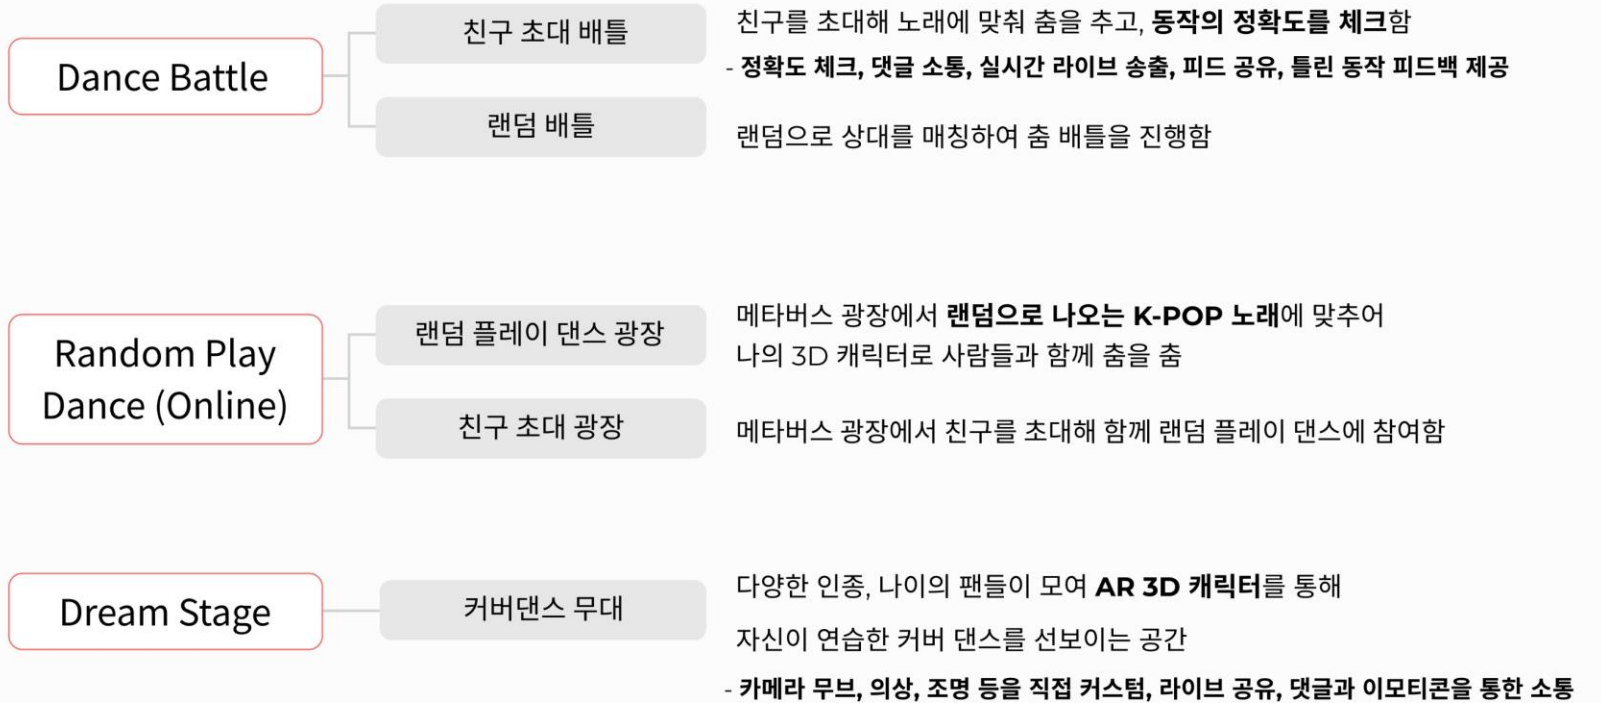 Dance Battle
친구 초대 배틀
친구를 초대해 노래에 맞춰 춤을 추고, 동작의 정확도를 체크함
- 정확도 체크, 댓글 소통, 실시간 라이브 송출, 피드 공유, 틀린 동작 피드백 제공
랜덤 배틀
랜덤으로 상대를 매칭하여 춤 배틀을 진행함
Random Play
Dance (Online)
랜덤 플레이 댄스 광장
메타버스 광장에서 랜덤으로 나오는 K-POP 노래에 맞추어
나의 3D 캐릭터로 사람들과 함께 춤을 춤
친구 초대 광장
메타버스 광장에서 친구를 초대해 함께 랜덤 플레이 댄스에 참여함
Dream Stage
커버댄스 무대
다양한 인종, 나이의 팬들이 모여 AR 3D 캐릭터를 통해
자신이 연습한 커버 댄스를 선보이는 공간
- 카메라 무브, 의상, 조명 등을 직접 커스텀, 라이브 공유, 댓글과 이모티콘을 통한 소통